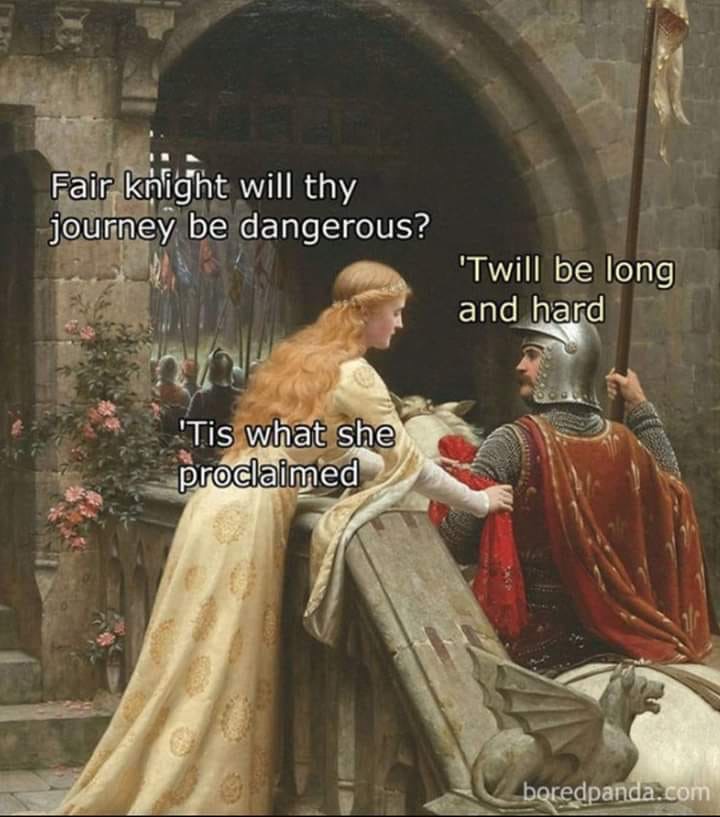 Fair knight will thy
journey be dangerous?
'Twill be long
and hard
'Tis what she
proclaimed
boredpanda.com